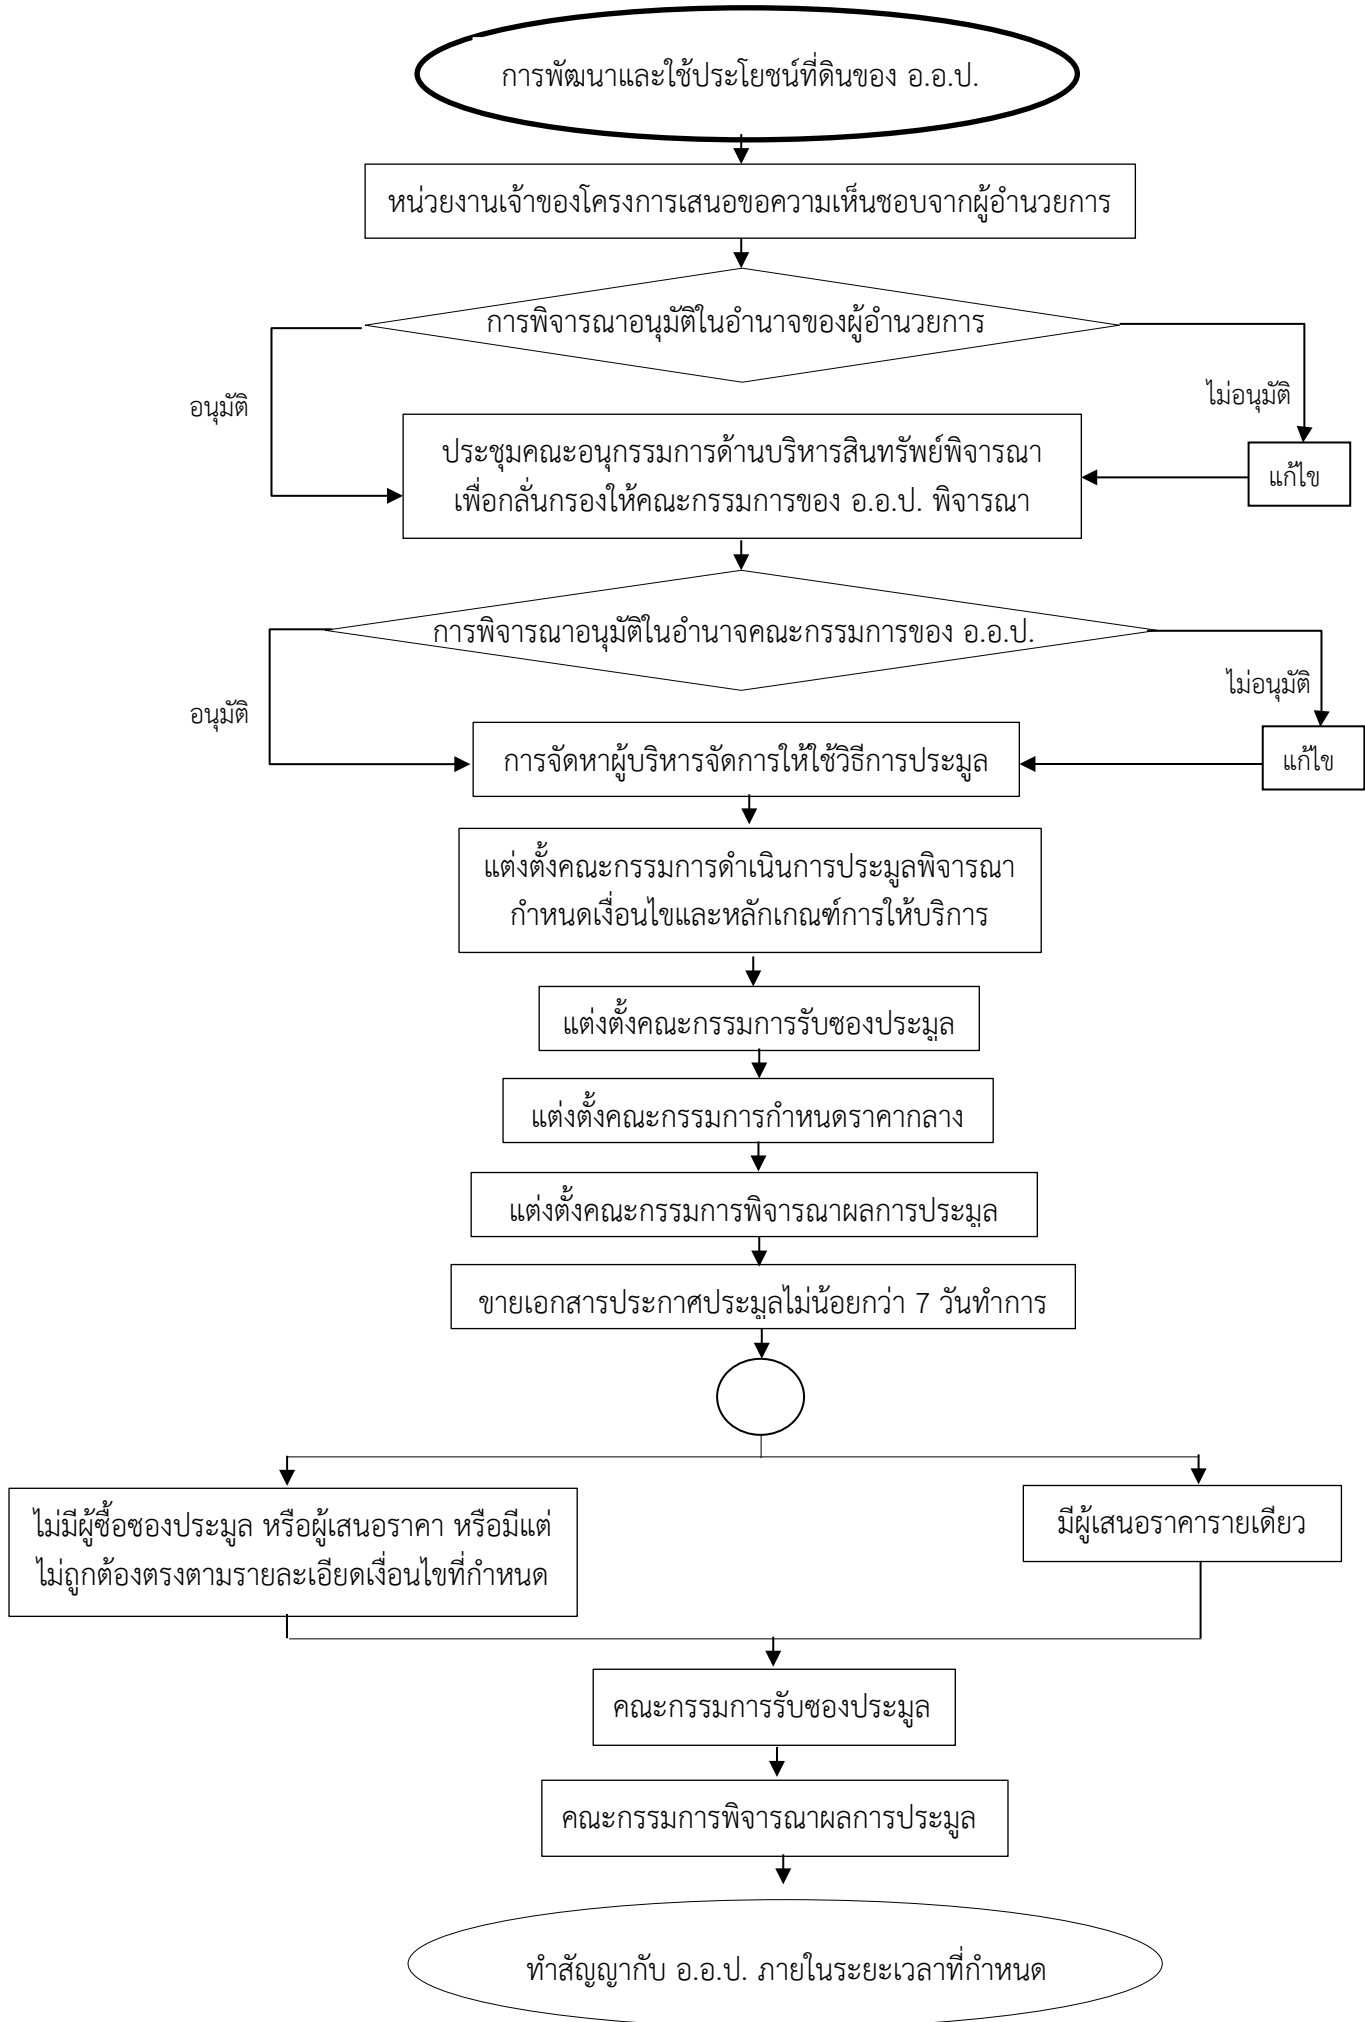 การพัฒนาและใช้ประโยชน์ที่ดินของ อ.อ.ป.
หน่วยงานเจ้าของโครงการเสนอขอความเห็นชอบจากผู้อำนวยการ
การพิจารณาอนุมัติในอำนาจของผู้อำนวยการ
อนุมัติ
ไม่อนุมัติ
ประชุมคณะอนุกรรมการด้านบริหารสินทรัพย์พิจารณา
เพื่อกลั่นกรองให้คณะกรรมการของ อ.อ.ป. พิจารณา
แก้ไข
การพิจารณาอนุมัติในอำนาจคณะกรรมการของ อ.อ.ป.
อนุมัติ
ไม่อนุมัติ
การจัดหาผู้บริหารจัดการให้ใช้วิธีการประมูล
แก้ไข
แต่งตั้งคณะกรรมการดำเนินการประมูลพิจารณา
กำหนดเงื่อนไขและหลักเกณฑ์การให้บริการ
แต่งตั้งคณะกรรมการรับซองประมูล
แต่งตั้งคณะกรรมการกำหนดราคากลาง
แต่งตั้งคณะกรรมการพิจารณาผลการประมูล
ขายเอกสารประกาศประมูลไม่น้อยกว่า 7 วันทำการ
ไม่มีผู้ซื้อซองประมูล หรือผู้เสนอราคา หรือมีแต่
ไม่ถูกต้องตรงตามรายละเอียดเงื่อนไขที่กำหนด
มีผู้เสนอราคารายเดียว
คณะกรรมการรับซองประมูล
คณะกรรมการพิจารณาผลการประมูล
ทำสัญญากับ อ.อ.ป. ภายในระยะเวลาที่กำหนด